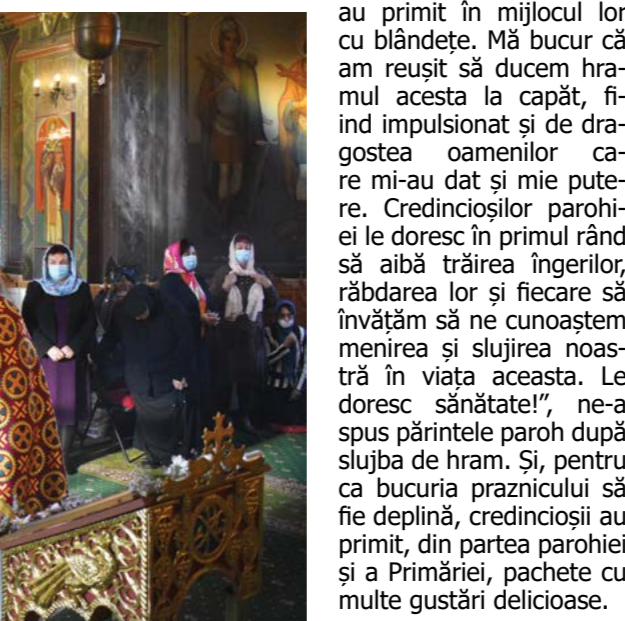 au primit în mijlocul lor
cu blândețe. Mă bucur că
am reușit să ducem hra-
mul acesta la capăt, fi-
ind impulsionat și de dra-
gostea oamenilor ca-
re mi-au dat și mie pute-
re. Credincioșilor parohi-
ei le doresc în primul rând
să aibă trăirea îngerilor,
răbdarea lor și fiecare să
învățăm să ne cunoaștem
menirea și slujirea noas-
tră în viața aceasta. Le
doresc sănătate!”, ne-a
spus părintele paroh după
slujba de hram. Și, pentru
ca bucuria praznicului să
fie deplină, credincioșii au
primit, din partea parohiei
și a Primăriei, pachete cu
multe gustări delicioase.